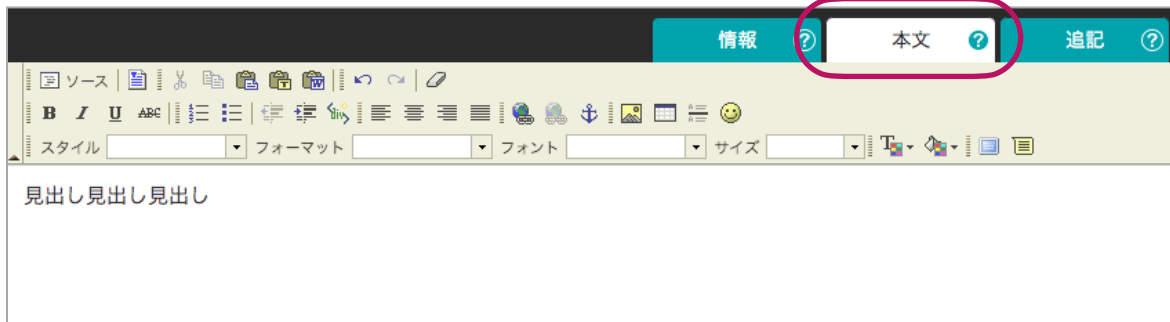 情報 ? 本文 ? 追記 ?
ソース
B I U ABC
スタイル フォーマット フォント サイズ
見出し見出し見出し